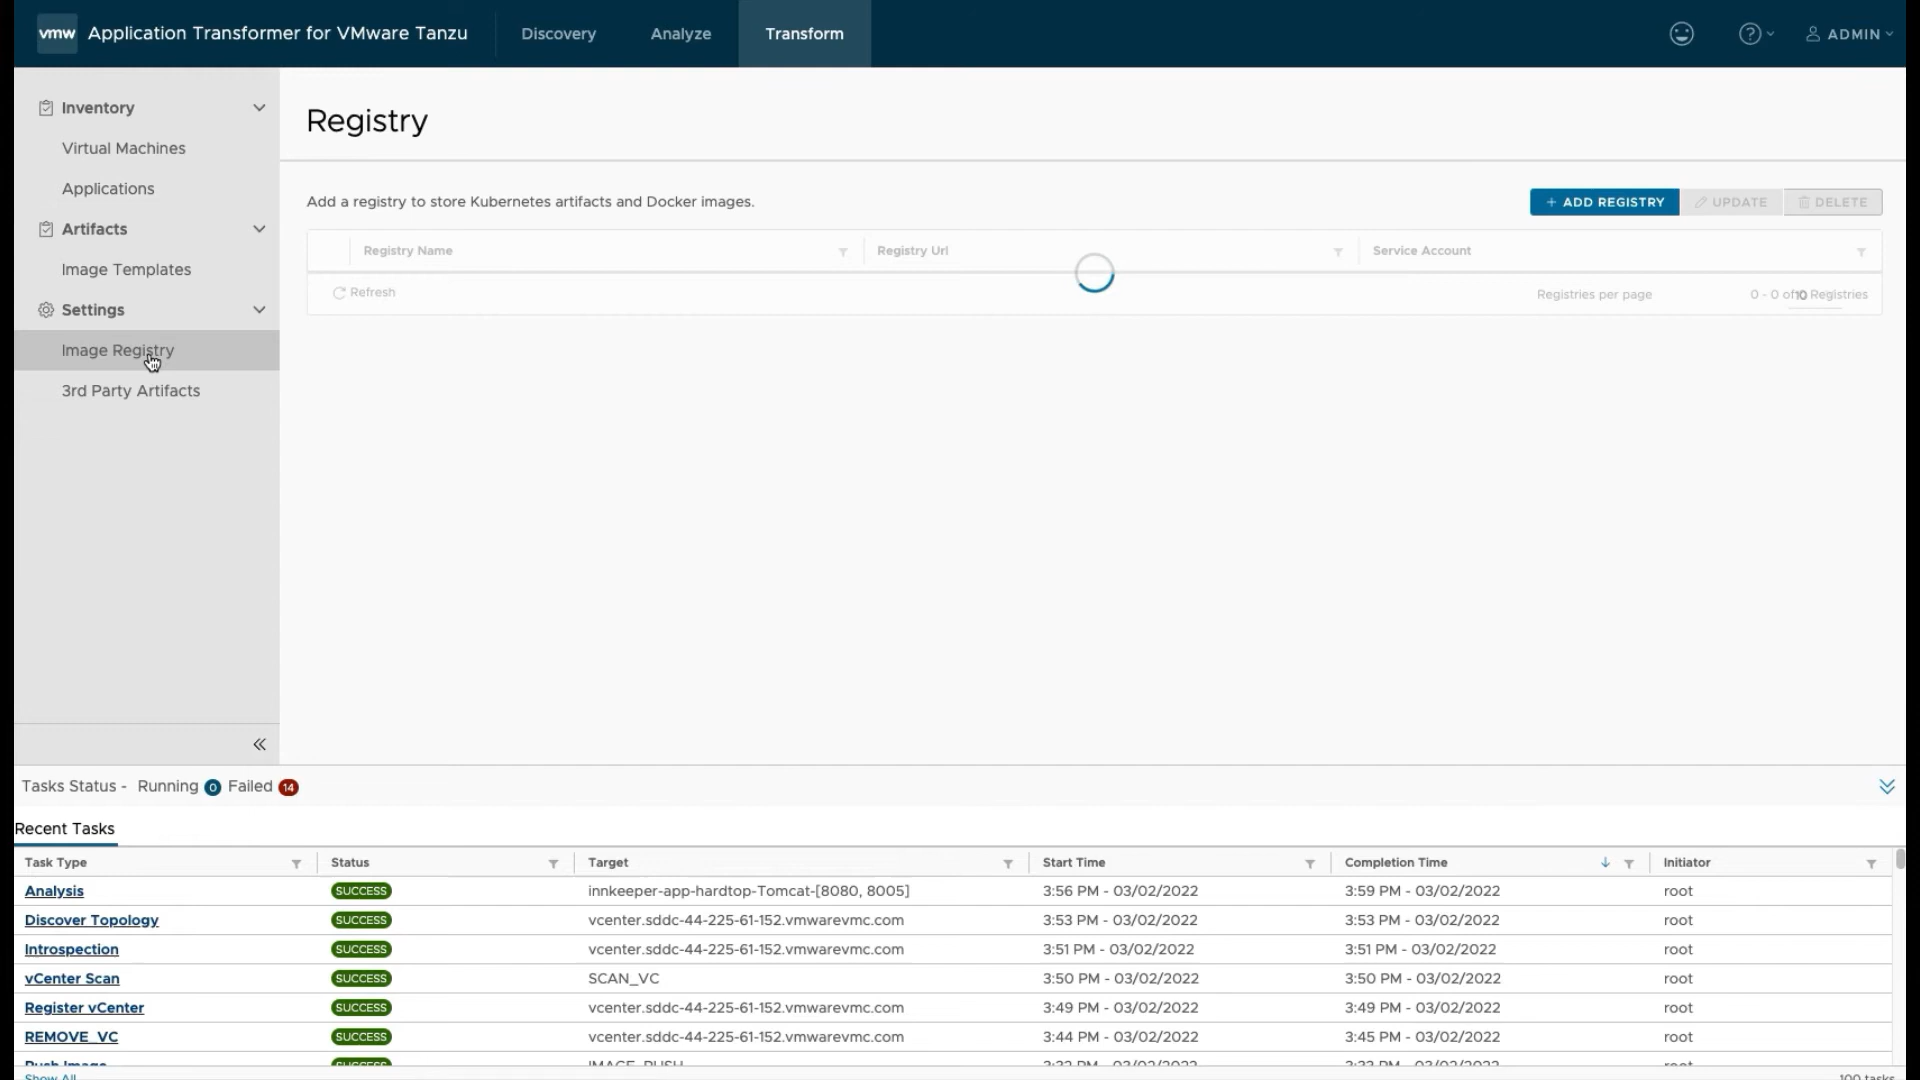 vmw Application Transformer for VMware Tanzu Discovery Analyze Transform ADMIN
Inventory
Virtual Machines
Applications
Artifacts
Image Templates
Settings
Image Registry
3rd Party Artifacts
Registry
Add a registry to store Kubernetes artifacts and Docker images.
+ ADD REGISTRY UPDATE DELETE
Registry Name Registry Url Service Account
Refresh Registries per page 10 0 - 0 of 0 Registries
Tasks Status - Running 0 Failed 14
Recent Tasks
Task Type Status Target Start Time Completion Time Initiator
Analysis SUCCESS innkeeper-app-hardtop-Tomcat-[8080, 8005] 3:56 PM - 03/02/2022 3:59 PM - 03/02/2022 root
Discover Topology SUCCESS vcenter.sddc-44-225-61-152.vmwarevmc.com 3:53 PM - 03/02/2022 3:53 PM - 03/02/2022 root
Introspection SUCCESS vcenter.sddc-44-225-61-152.vmwarevmc.com 3:51 PM - 03/02/2022 3:51 PM - 03/02/2022 root
vCenter Scan SUCCESS SCAN_VC 3:50 PM - 03/02/2022 3:50 PM - 03/02/2022 root
Register vCenter SUCCESS vcenter.sddc-44-225-61-152.vmwarevmc.com 3:49 PM - 03/02/2022 3:49 PM - 03/02/2022 root
REMOVE_VC SUCCESS vcenter.sddc-44-225-61-152.vmwarevmc.com 3:44 PM - 03/02/2022 3:45 PM - 03/02/2022 root
Push Image SUCCESS IMAGE_PUSH root
Show All 100 tasks